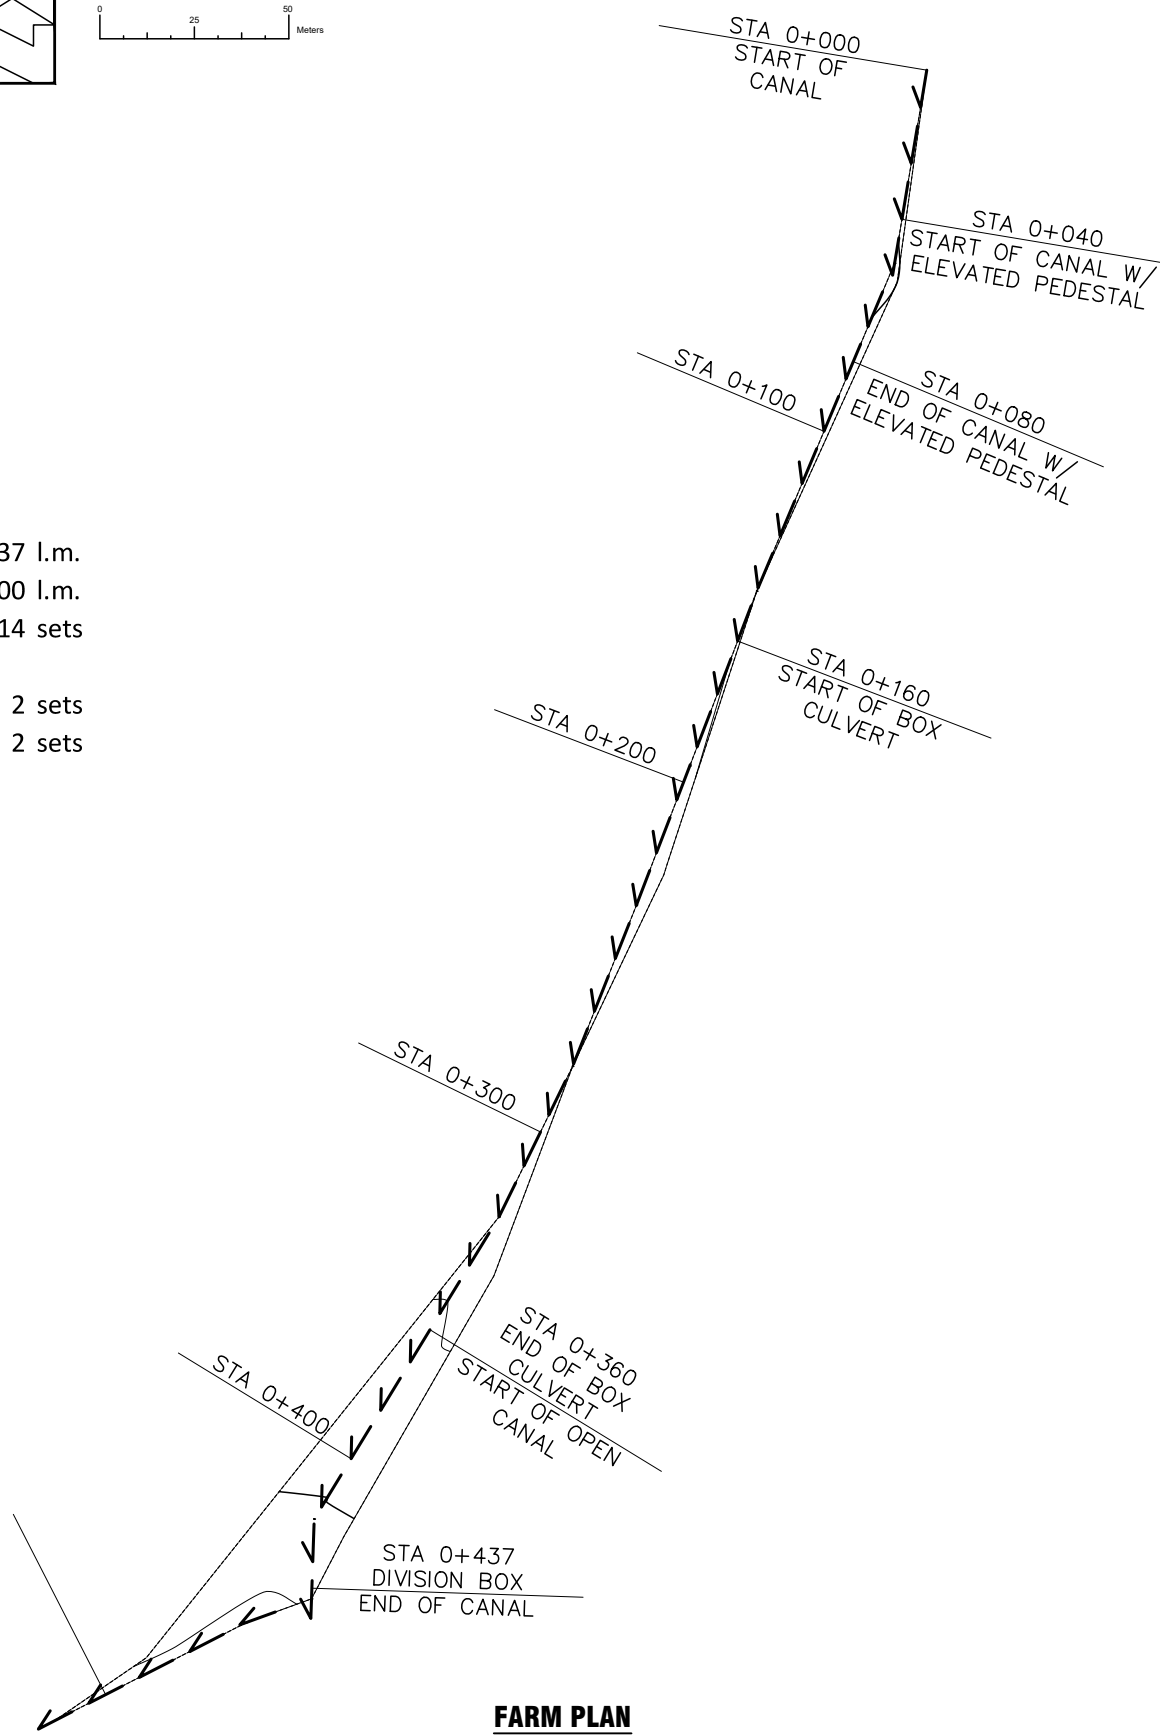 0
25
50
Meters
STA 0+000
START OF
CANAL
STA 0+040
START OF CANAL W/
ELEVATED PEDESTAL
STA 0+100
STA 0+080
END OF CANAL W/
ELEVATED PEDESTAL
37 l.m.
00 l.m.
14 sets
2 sets
2 sets
STA 0+160
START OF BOX
CULVERT
STA 0+200
STA 0+300
STA 0+360
END OF BOX
CULVERT
START OF OPEN
CANAL
STA 0+400
STA 0+437
DIVISION BOX
END OF CANAL
FARM PLAN